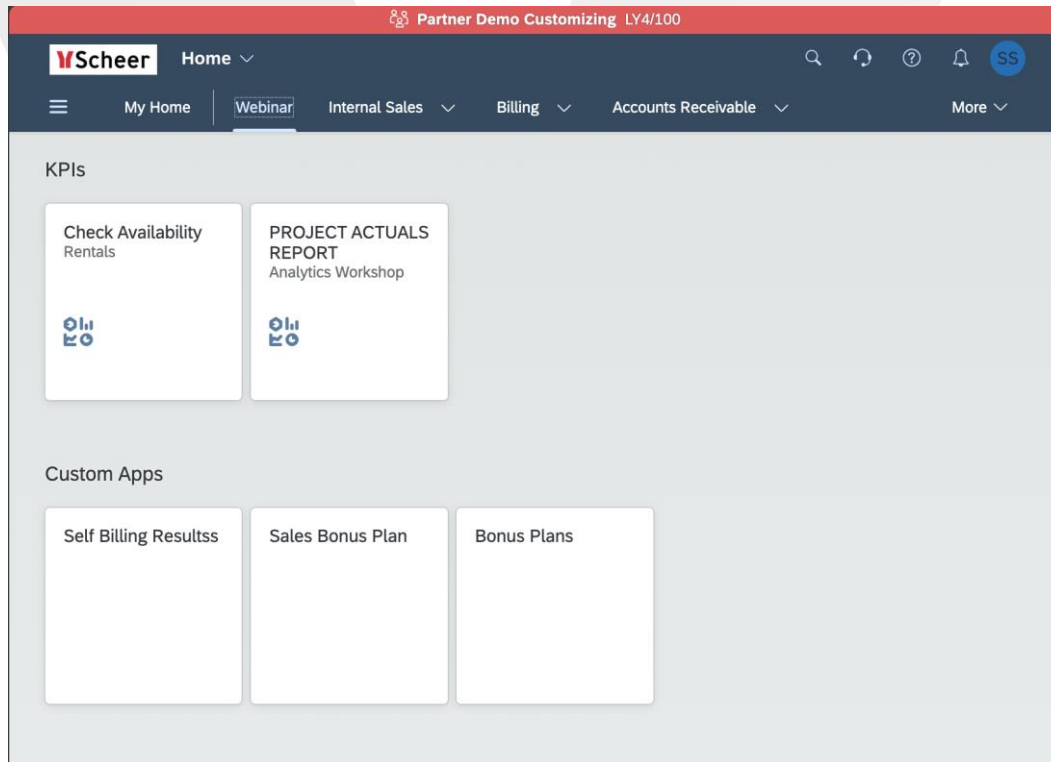 Partner Demo Customizing LY4/100
Scheer Home SS
My Home Webinar Internal Sales Billing Accounts Receivable More
KPIs
Check Availability
Rentals
PROJECT ACTUALS
REPORT
Analytics Workshop
Custom Apps
Self Billing Resultss
Sales Bonus Plan
Bonus Plans